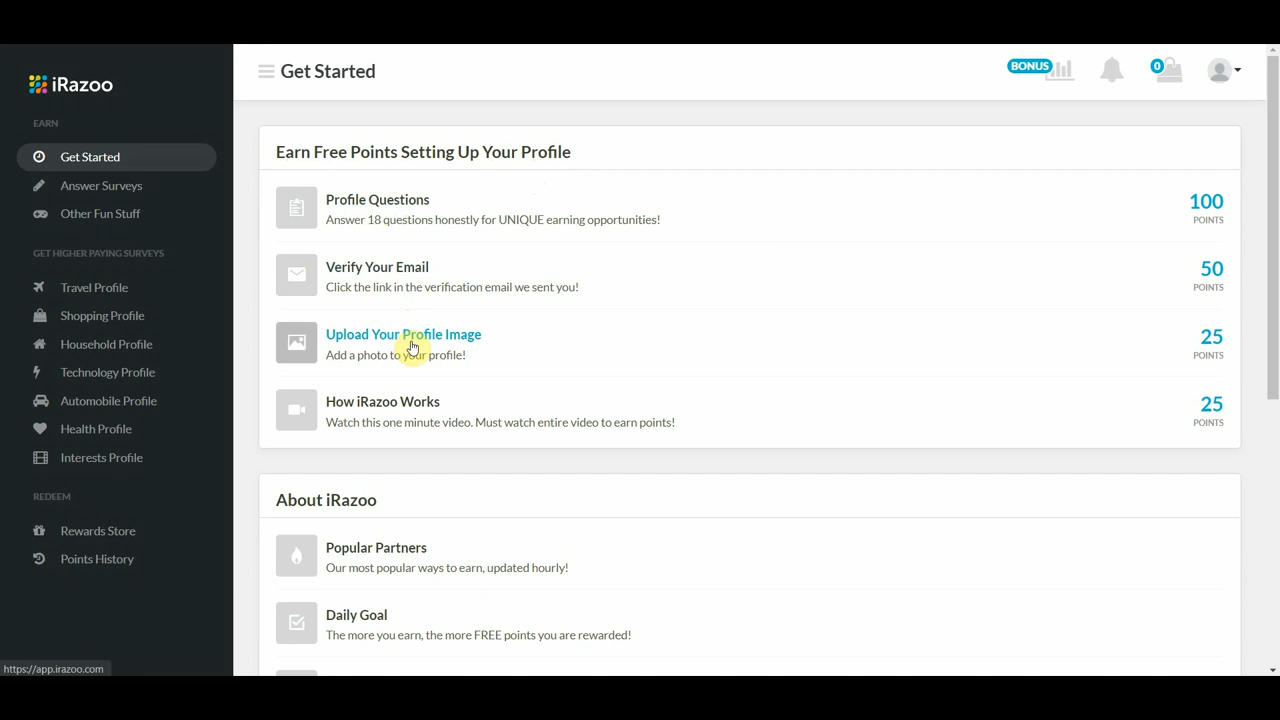 iRazoo
EARN
Get Started
Answer Surveys
Other Fun Stuff
GET HIGHER PAYING SURVEYS
Travel Profile
Shopping Profile
Household Profile
Technology Profile
Automobile Profile
Health Profile
Interests Profile
REDEEM
Rewards Store
Points History
https://app.irazoo.com
Get Started
BONUS
0
Earn Free Points Setting Up Your Profile
Profile Questions
Answer 18 questions honestly for UNIQUE earning opportunities!
100
POINTS
Verify Your Email
Click the link in the verification email we sent you!
50
POINTS
Upload Your Profile Image
Add a photo to your profile!
25
POINTS
How iRazoo Works
Watch this one minute video. Must watch entire video to earn points!
25
POINTS
About iRazoo
Popular Partners
Our most popular ways to earn, updated hourly!
Daily Goal
The more you earn, the more FREE points you are rewarded!